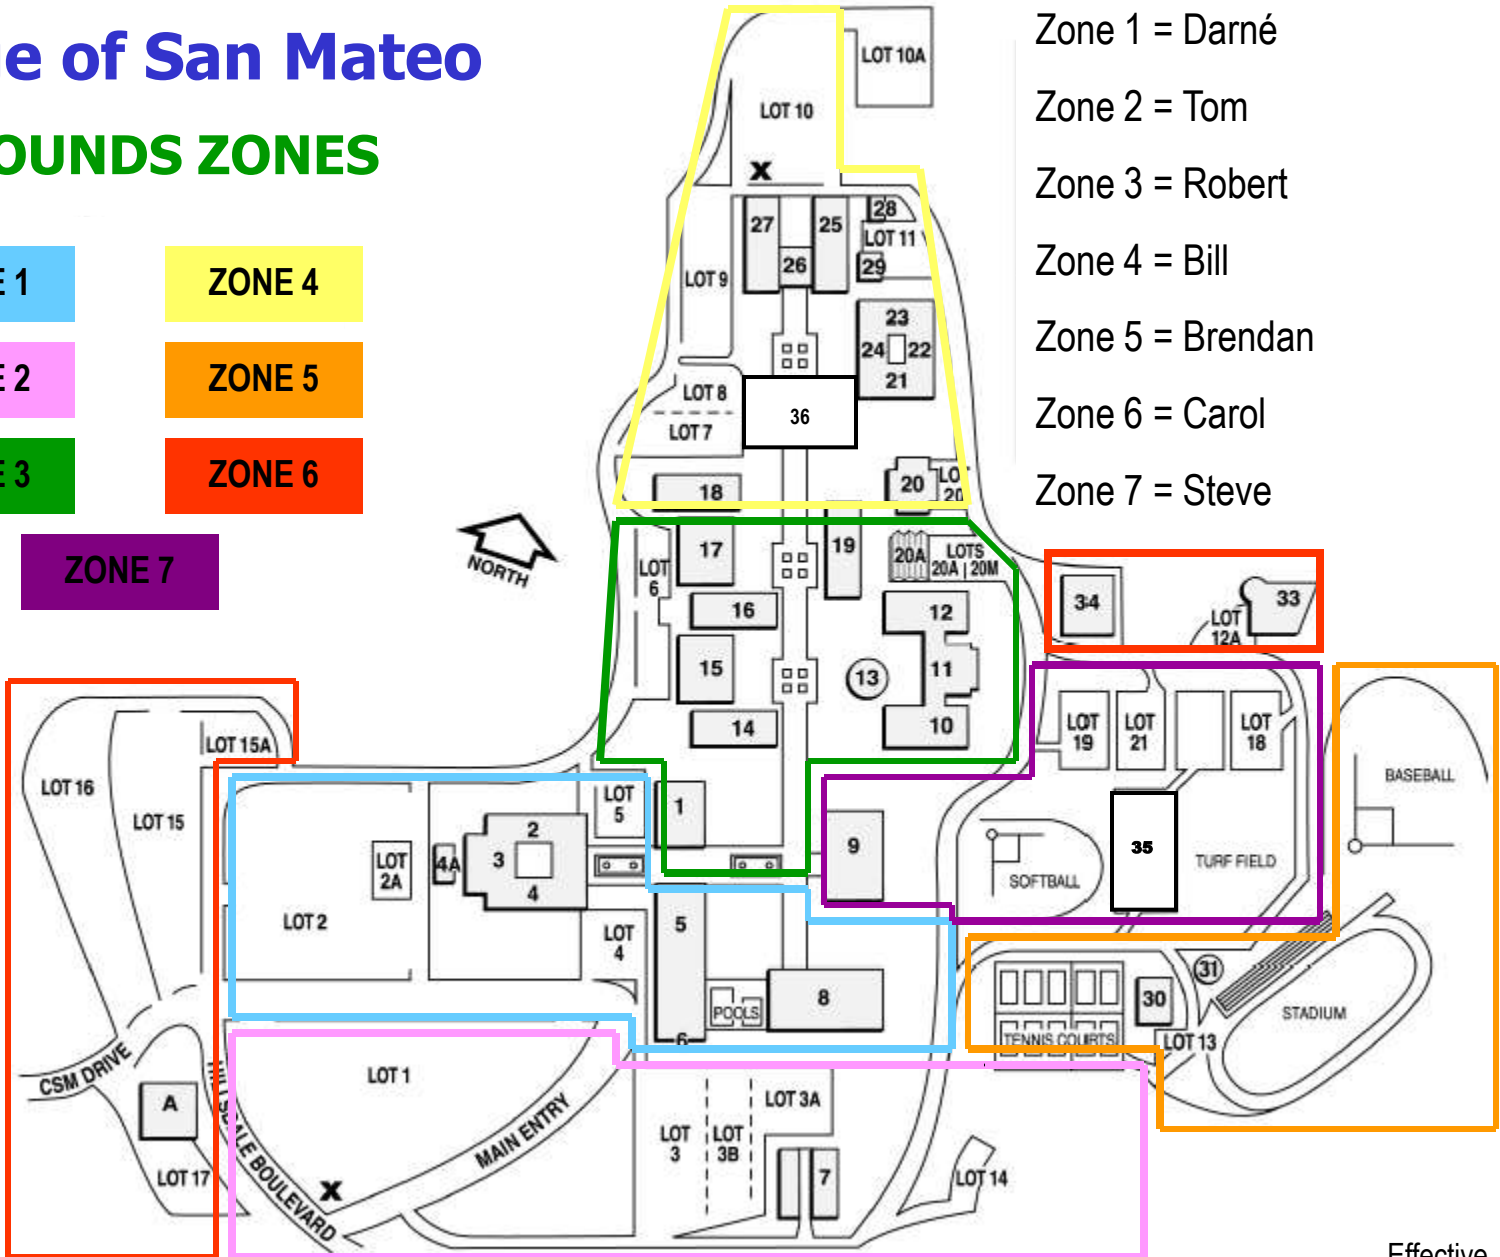 e of San Mateo
OUNDS ZONES
E 1
ZONE 4
E 2
ZONE 5
E 3
ZONE 6
ZONE 7
Zone 1 = Darné
Zone 2 = Tom
Zone 3 = Robert
Zone 4 = Bill
Zone 5 = Brendan
Zone 6 = Carol
Zone 7 = Steve
NORTH
LOT 10A
LOT 10
X
27
25
28
LOT 11
26
29
LOT 9
23
24
22
21
LOT 8
36
LOT 7
18
20
LOT
20
17
19
20A
LOTS
20A | 20M
LOT
6
16
12
15
13
11
14
10
34
33
LOT
12A
LOT
19
LOT
21
LOT
18
BASEBALL
LOT 15A
LOT 16
LOT 15
LOT
5
1
2
3
4
4A
LOT
2A
LOT 2
9
35
SOFTBALL
TURF FIELD
5
LOT
4
8
POOLS
6
31
30
STADIUM
TENNIS COURTS
LOT 13
CSM DRIVE
LOT 1
A
HILLSDALE BOULEVARD
MAIN ENTRY
LOT 3A
LOT
3
LOT
3B
LOT 17
X
7
LOT 14
Effective